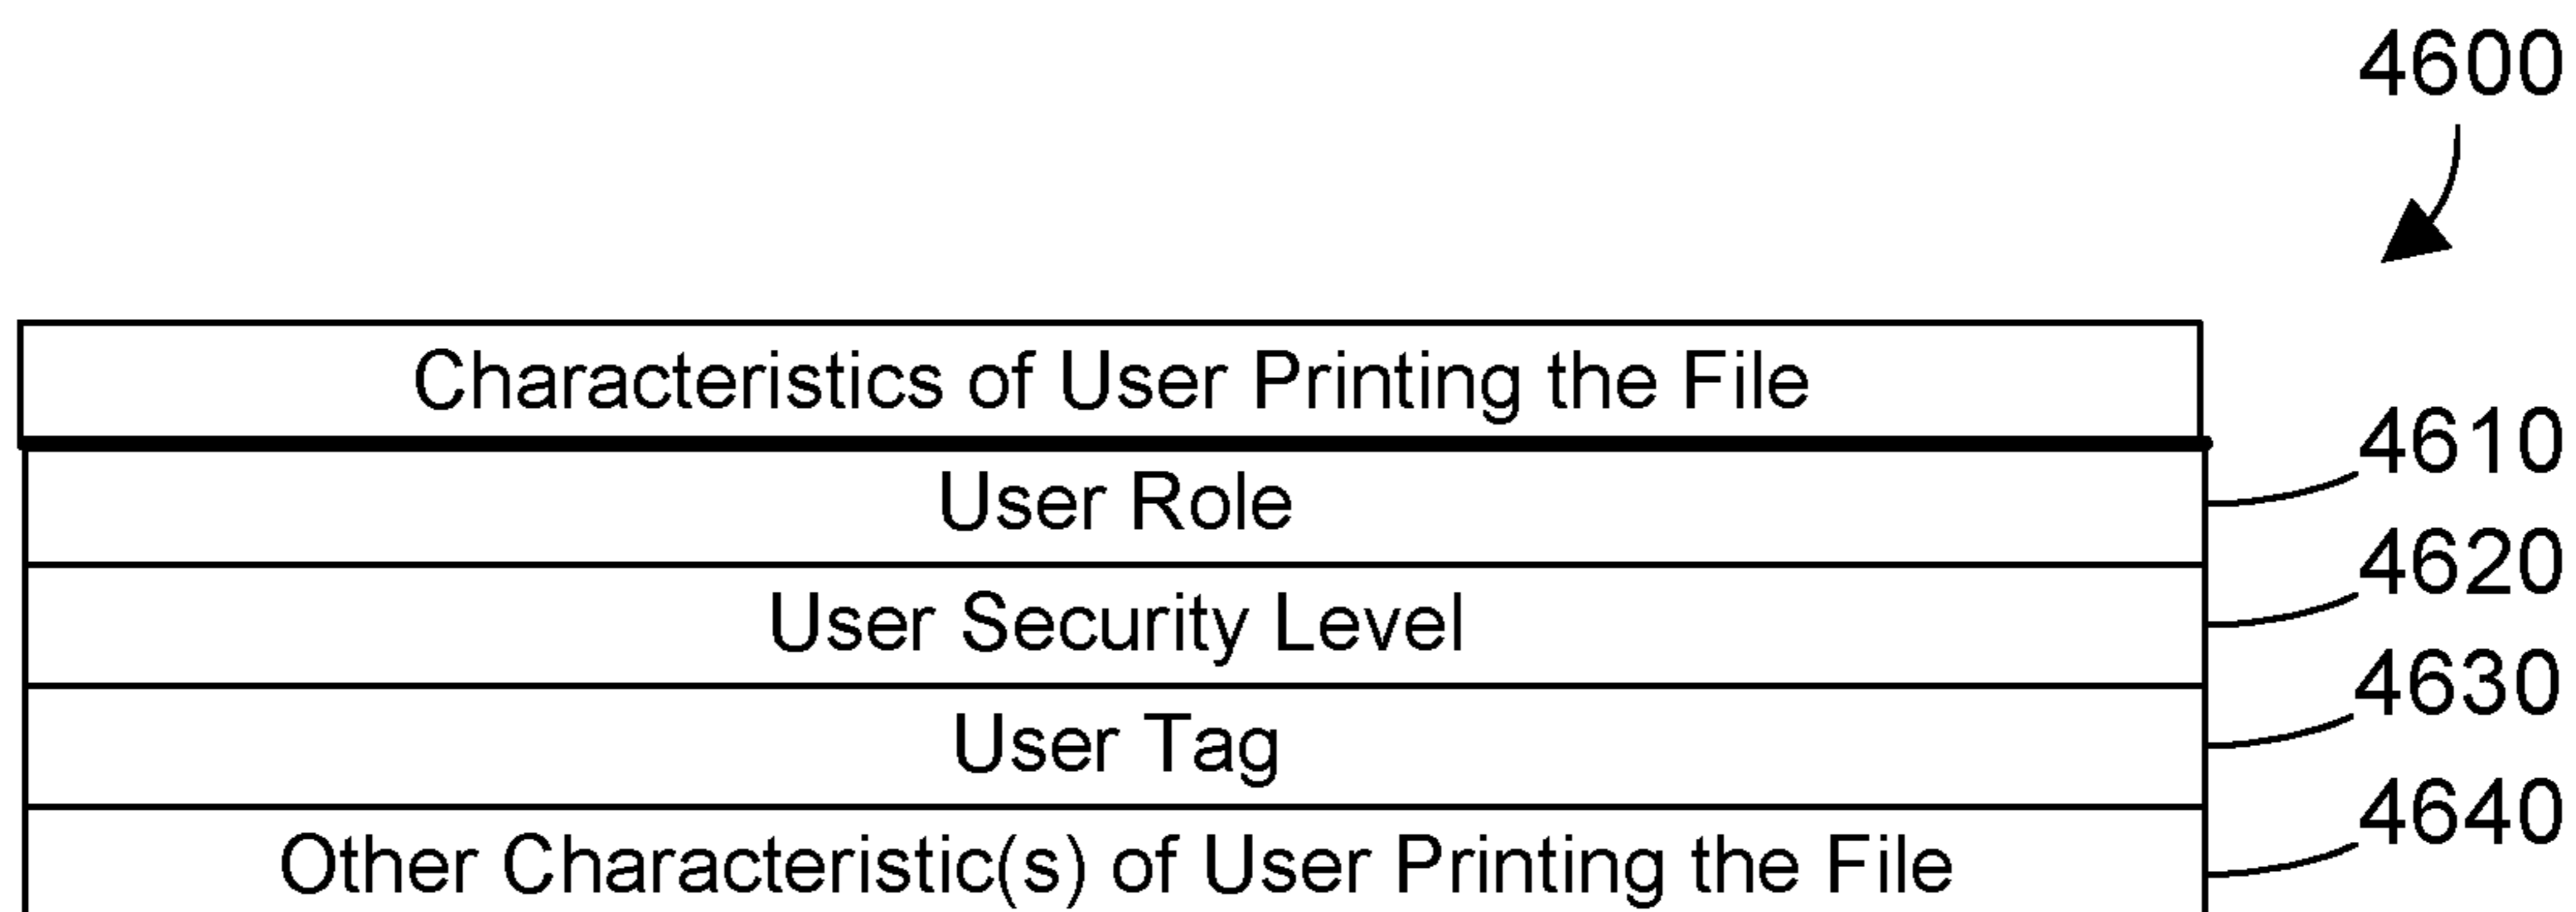 4600
Characteristics of User Printing the File
4610
User Role
4620
User Security Level
4630
User Tag
4640
Other Characteristic(s) of User Printing the File